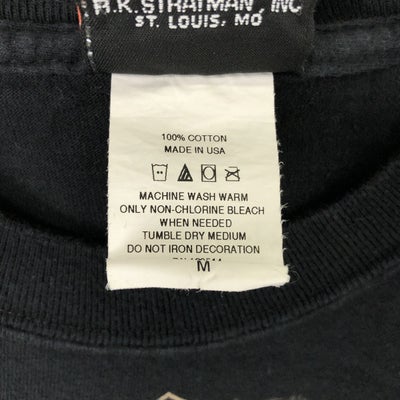 R.K. STRATMAN, INC
ST. LOUIS, MO
100% COTTON
MADE IN USA
MACHINE WASH WARM
ONLY NON-CHLORINE BLEACH
WHEN NEEDED
TUMBLE DRY MEDIUM
DO NOT IRON DECORATION
M